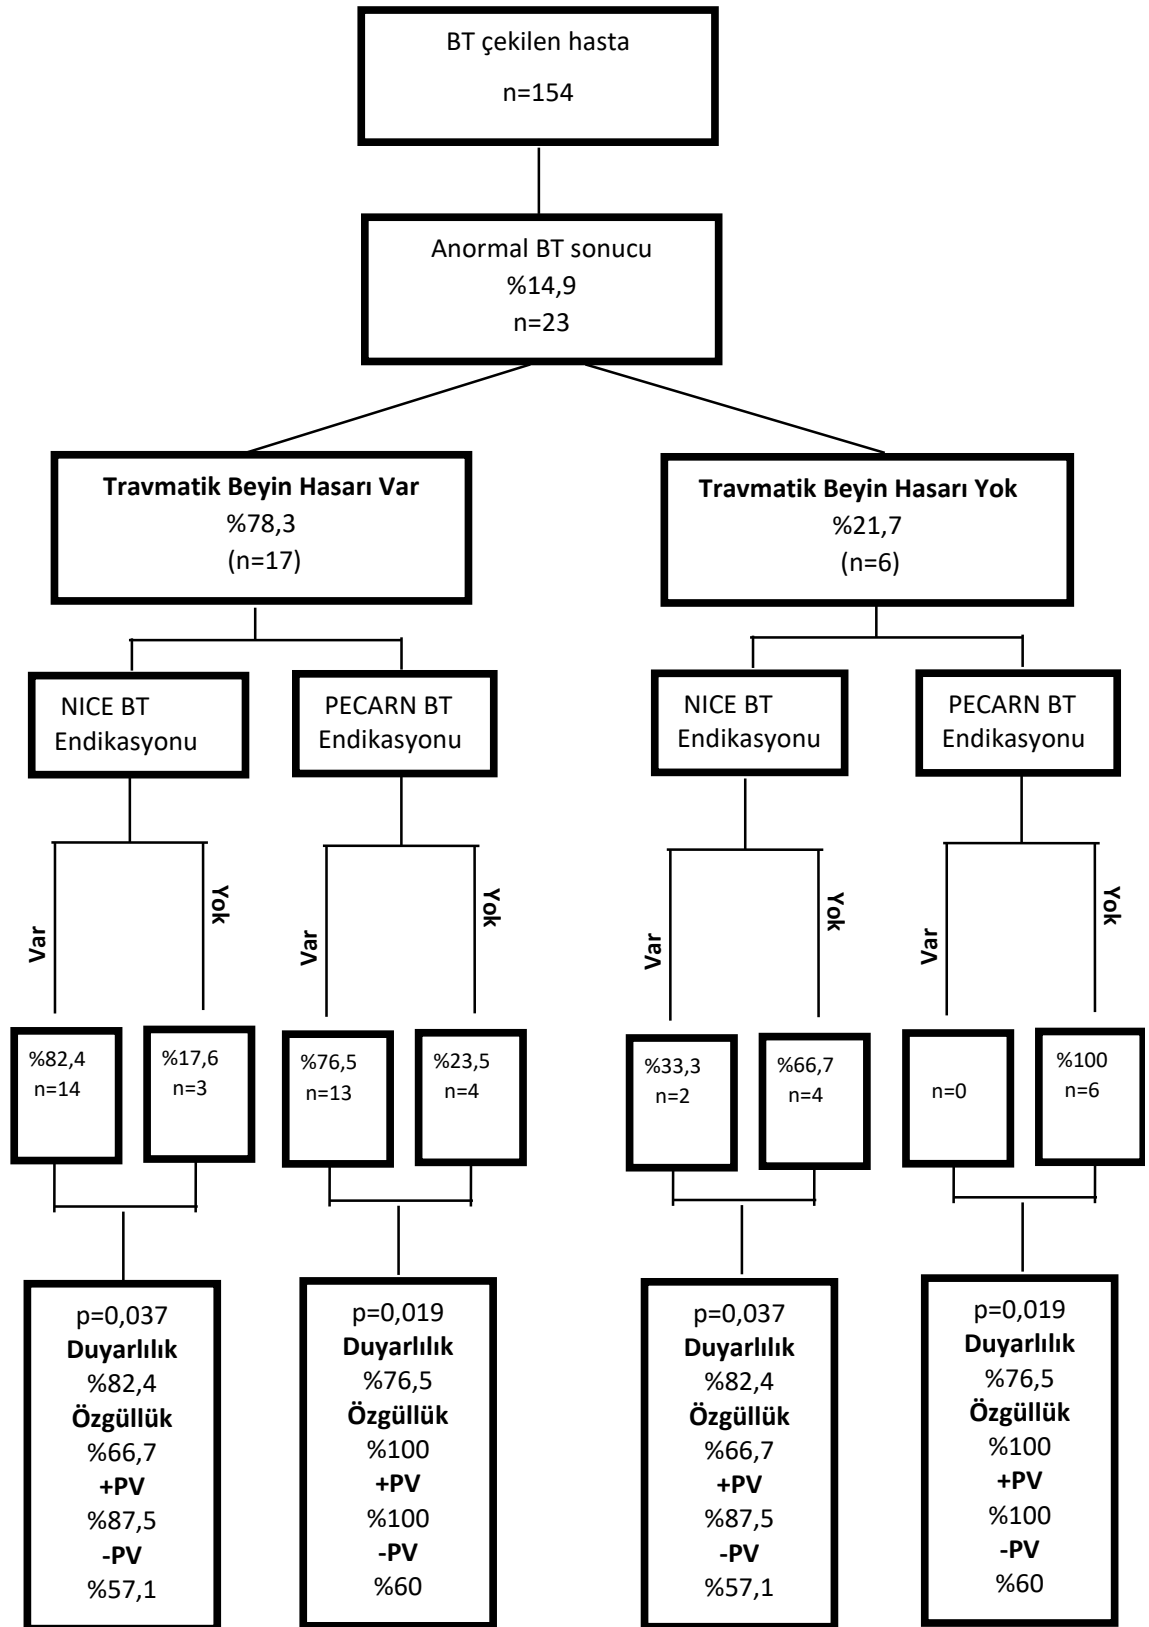 BT çekilen hasta
n=154
Anormal BT sonucu
%14,9
n=23
Travmatik Beyin Hasarı Var
%78,3
(n=17)
Travmatik Beyin Hasarı Yok
%21,7
(n=6)
NICE BT
Endikasyonu
PECARN BT
Endikasyonu
NICE BT
Endikasyonu
PECARN BT
Endikasyonu
Var
Yok
Var
Yok
Var
Yok
Var
Yok
%82,4
n=14
%17,6
n=3
%76,5
n=13
%23,5
n=4
%33,3
n=2
%66,7
n=4
n=0
%100
n=6
p=0,037
Duyarlılık
%82,4
Özgüllük
%66,7
+PV
%87,5
-PV
%57,1
p=0,019
Duyarlılık
%76,5
Özgüllük
%100
+PV
%100
-PV
%60
p=0,037
Duyarlılık
%82,4
Özgüllük
%66,7
+PV
%87,5
-PV
%57,1
p=0,019
Duyarlılık
%76,5
Özgüllük
%100
+PV
%100
-PV
%60